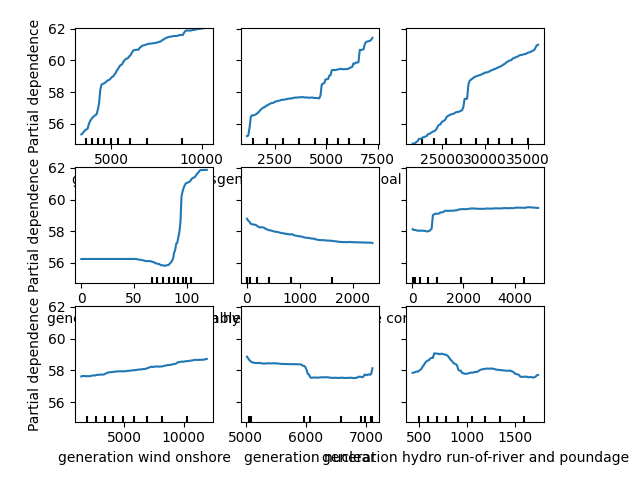 62
60
58
56
Partial dependence
5000 10000
2500 5000 7500
25000 30000 35000
62
60
58
56
Partial dependence
0 50 100
0 1000 2000
0 2000 4000
62
60
58
56
Partial dependence
5000 10000
5000 6000 7000
500 1000 1500
generation wind onshore
generation nuclear
generation hydro run-of-river and poundage